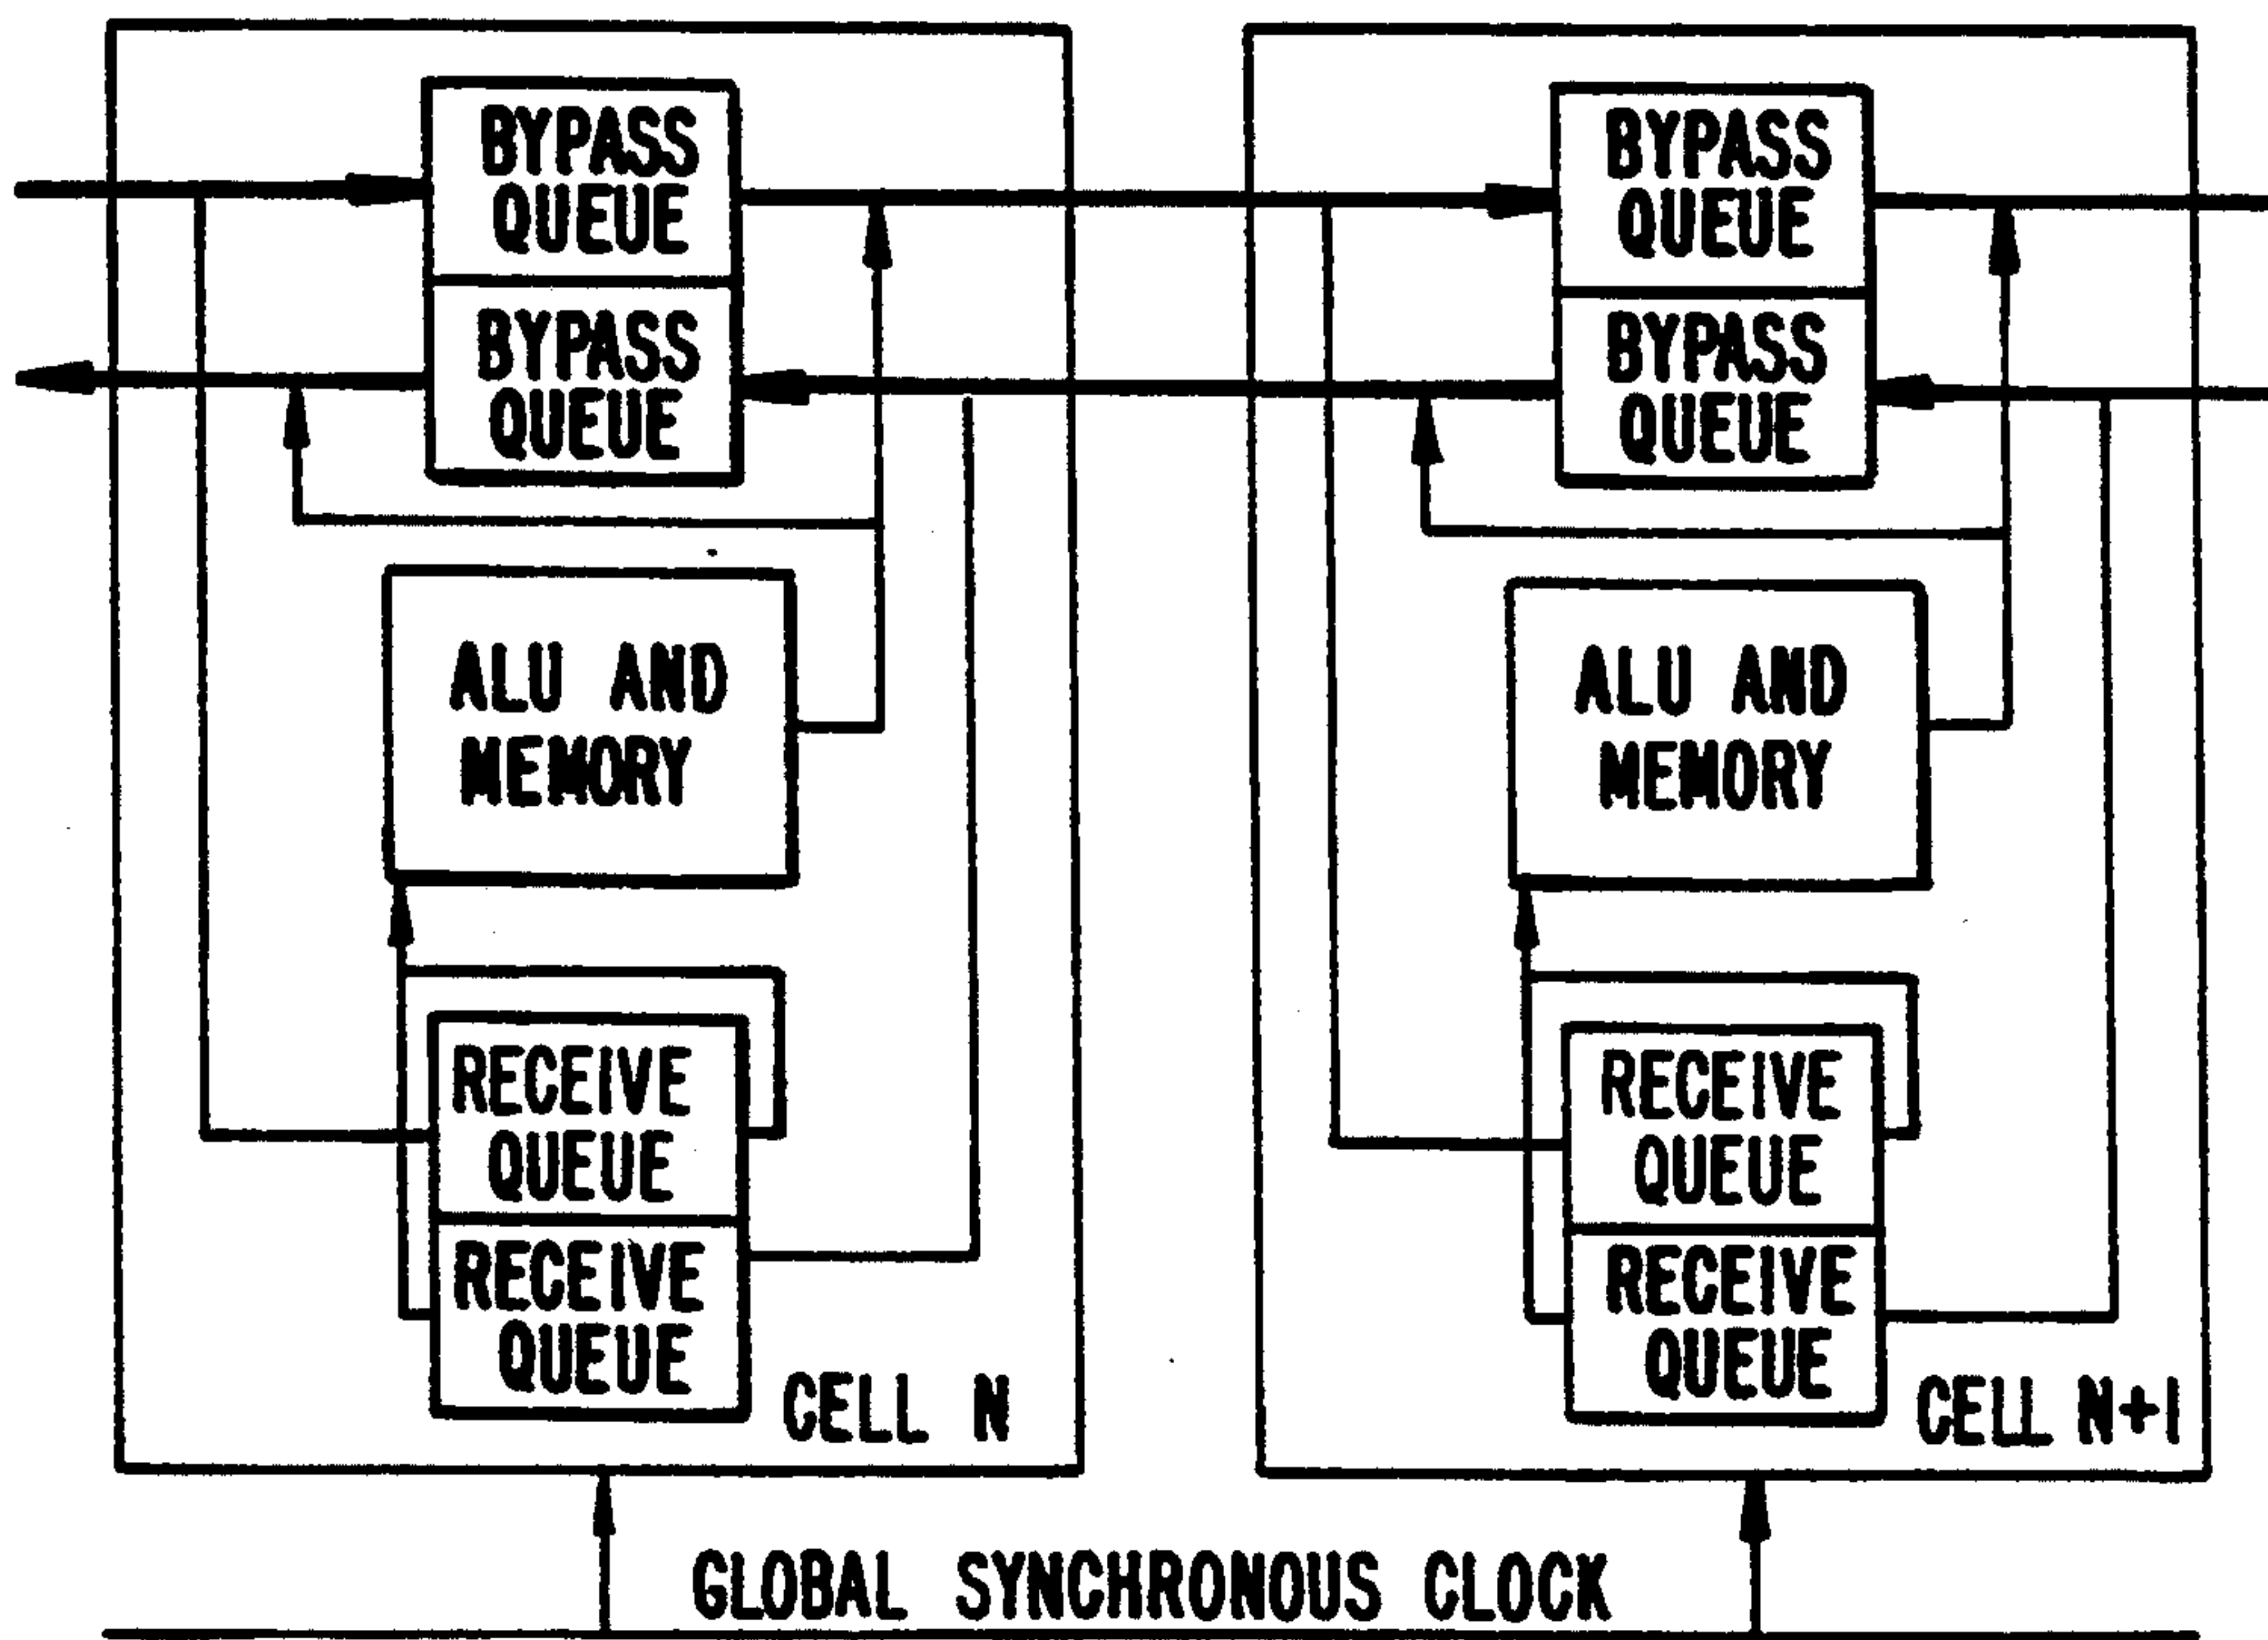 BYPASS
QUEUE
BYPASS
QUEUE
ALU AND
MEMORY
RECEIVE
QUEUE
RECEIVE
QUEUE
CELL N
BYPASS
QUEUE
BYPASS
QUEUE
ALU AND
MEMORY
RECEIVE
QUEUE
RECEIVE
QUEUE
CELL N+1
GLOBAL SYNCHRONOUS CLOCK